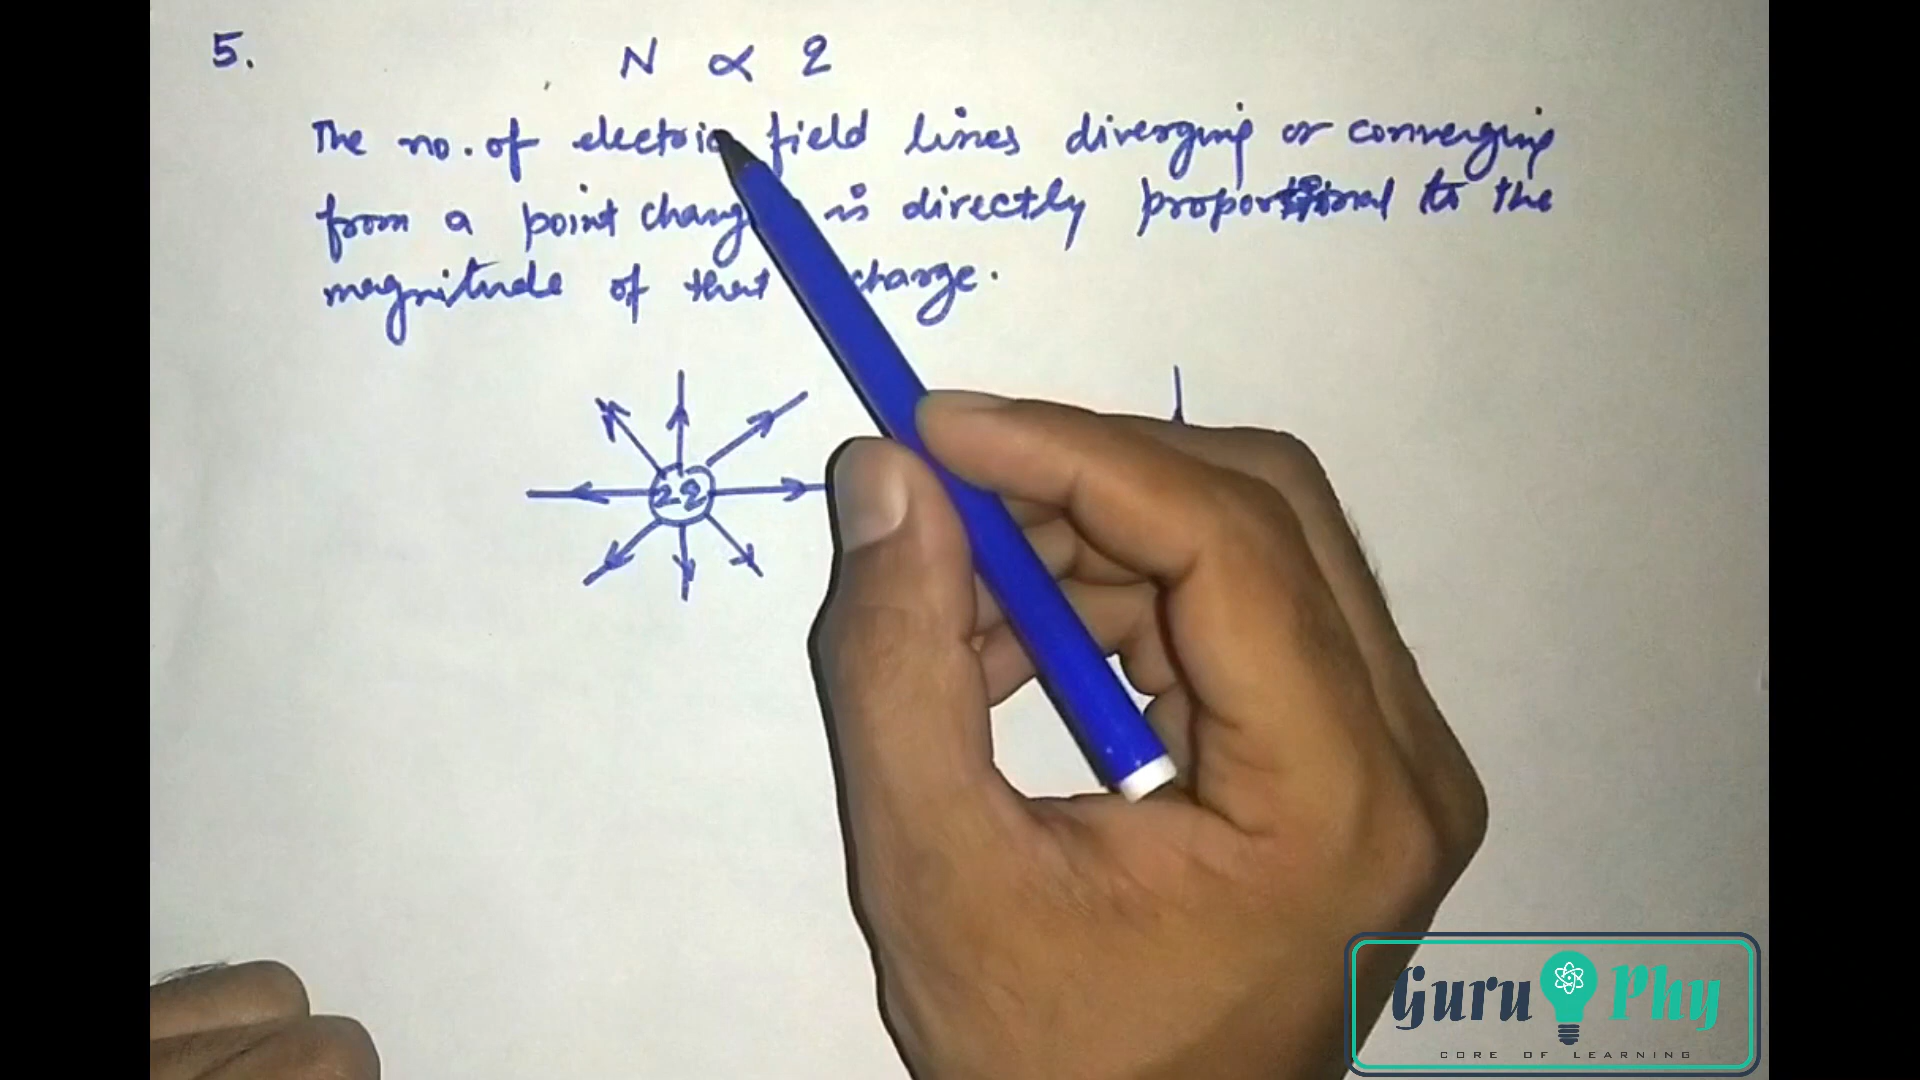 5.
N ∝ q
The no. of electric field lines diverging or converging
from a point charge is directly proportional to the
magnitude of that charge.
2q
Guru Phy
CORE OF LEARNING